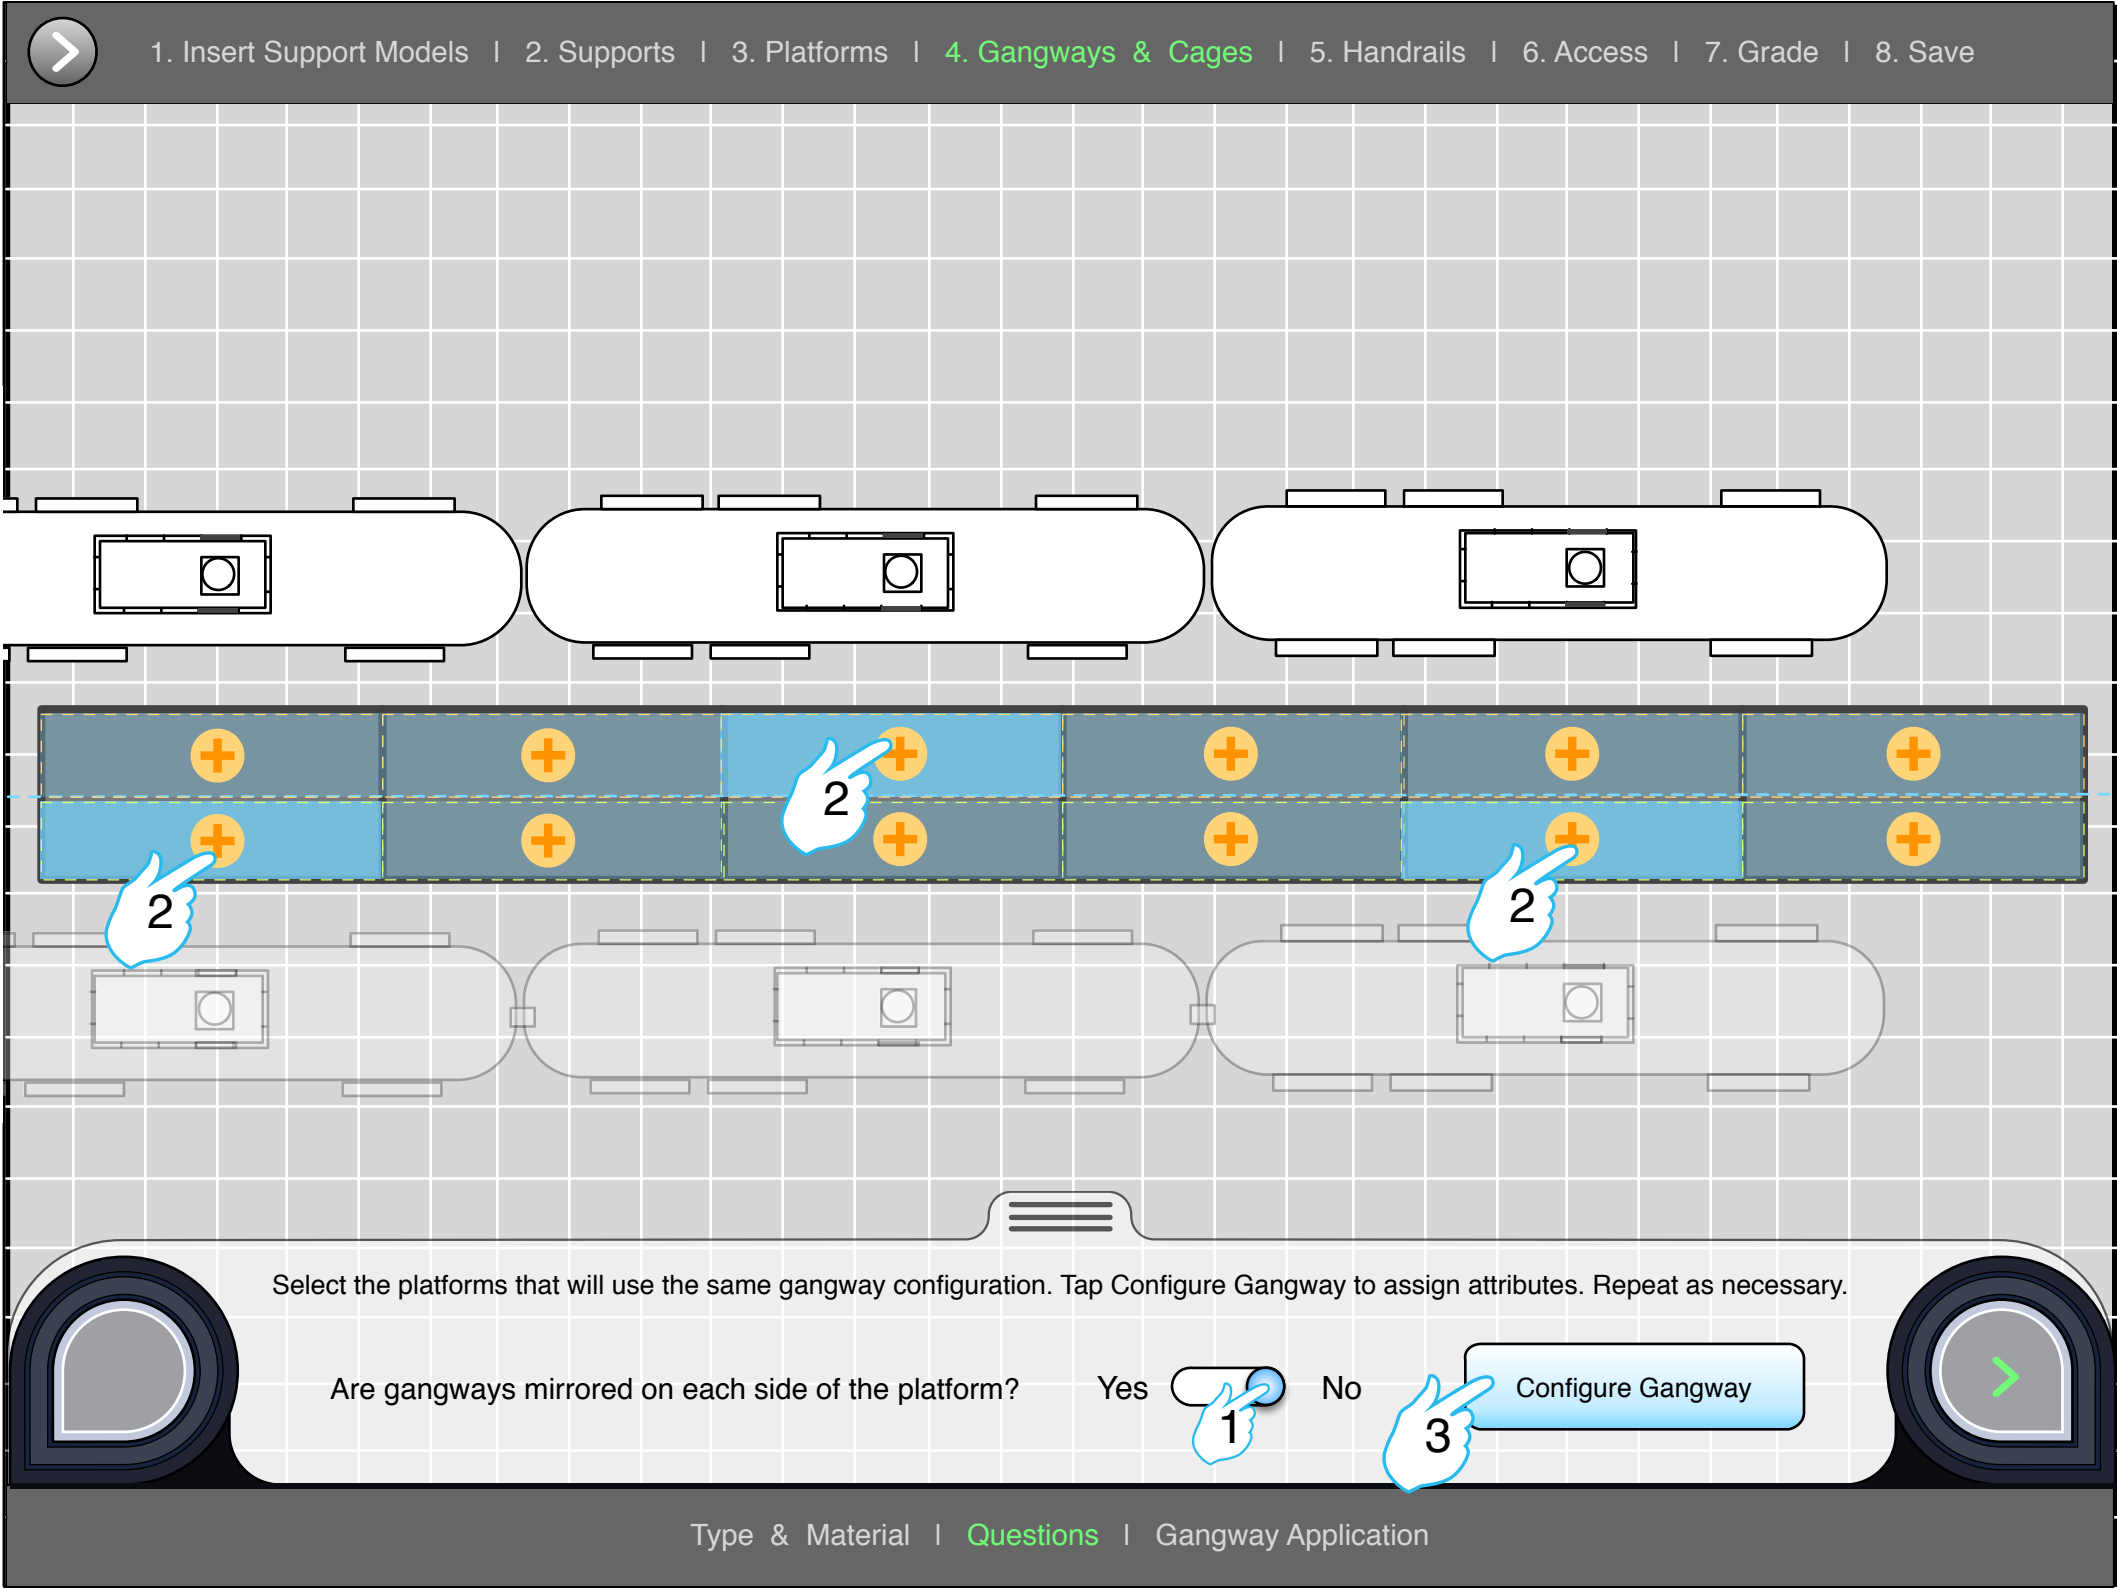 1. Insert Support Models | 2. Supports | 3. Platforms | 4. Gangways & Cages | 5. Handrails | 6. Access | 7. Grade | 8. Save
2
2
2
Select the platforms that will use the same gangway configuration. Tap Configure Gangway to assign attributes. Repeat as necessary.
Are gangways mirrored on each side of the platform? Yes No Configure Gangway
1
3
Type & Material | Questions | Gangway Application